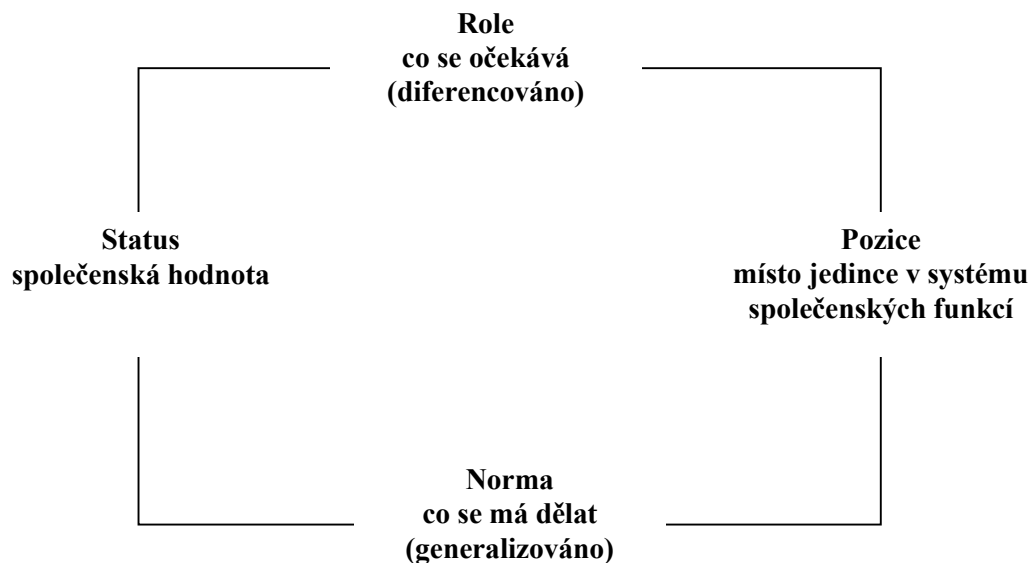 Role
co se očekává
(diferencováno)
Status
společenská hodnota
Pozice
místo jedince v systému
společenských funkcí
Norma
co se má dělat
(generalizováno)